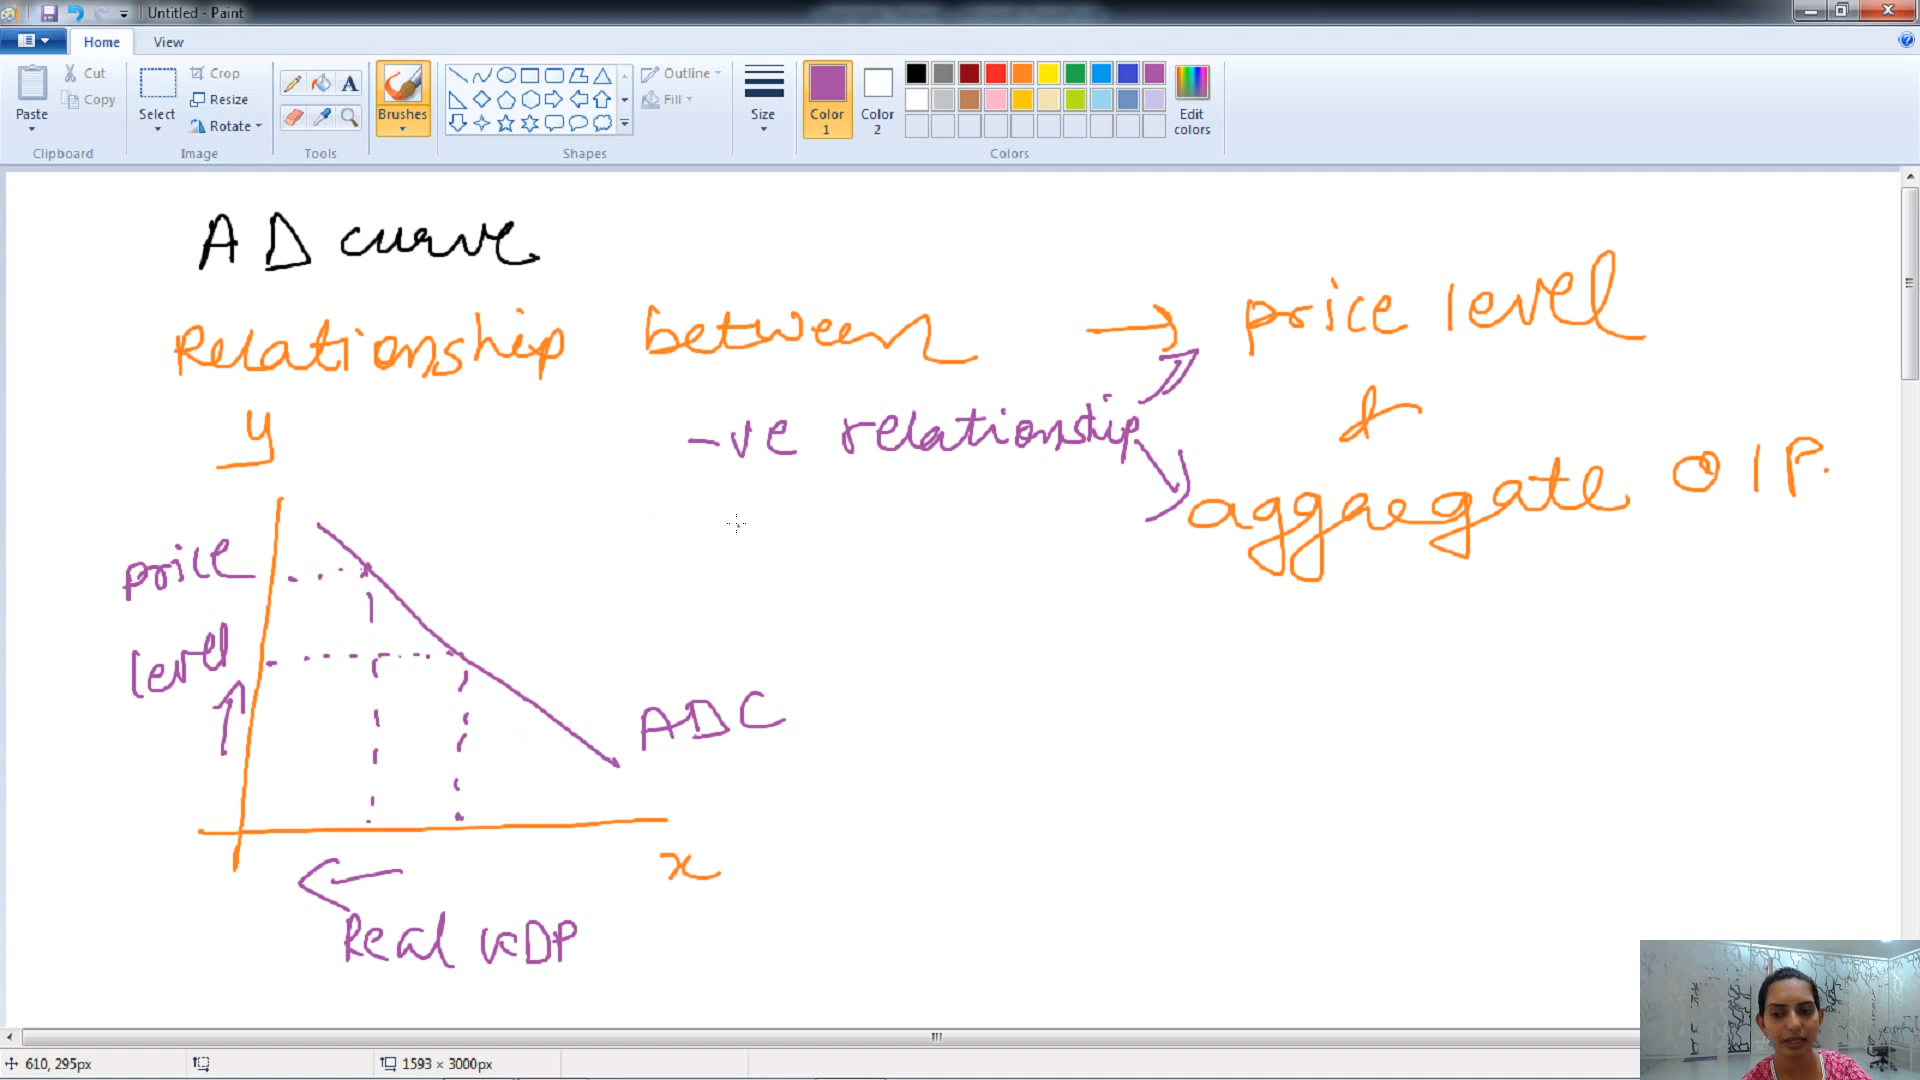 Untitled - Paint
Home View
Paste Cut Copy Clipboard
Select Crop Resize Rotate Image
Tools
Brushes
Shapes
Outline Fill
Size
Color 1 Color 2
Edit colors
Colors
AD curve
Relationship between → price level
&
-ve relationship
aggregate O/P.
y
price
level
ADC
x
Real GDP
610, 295px 1593 × 3000px